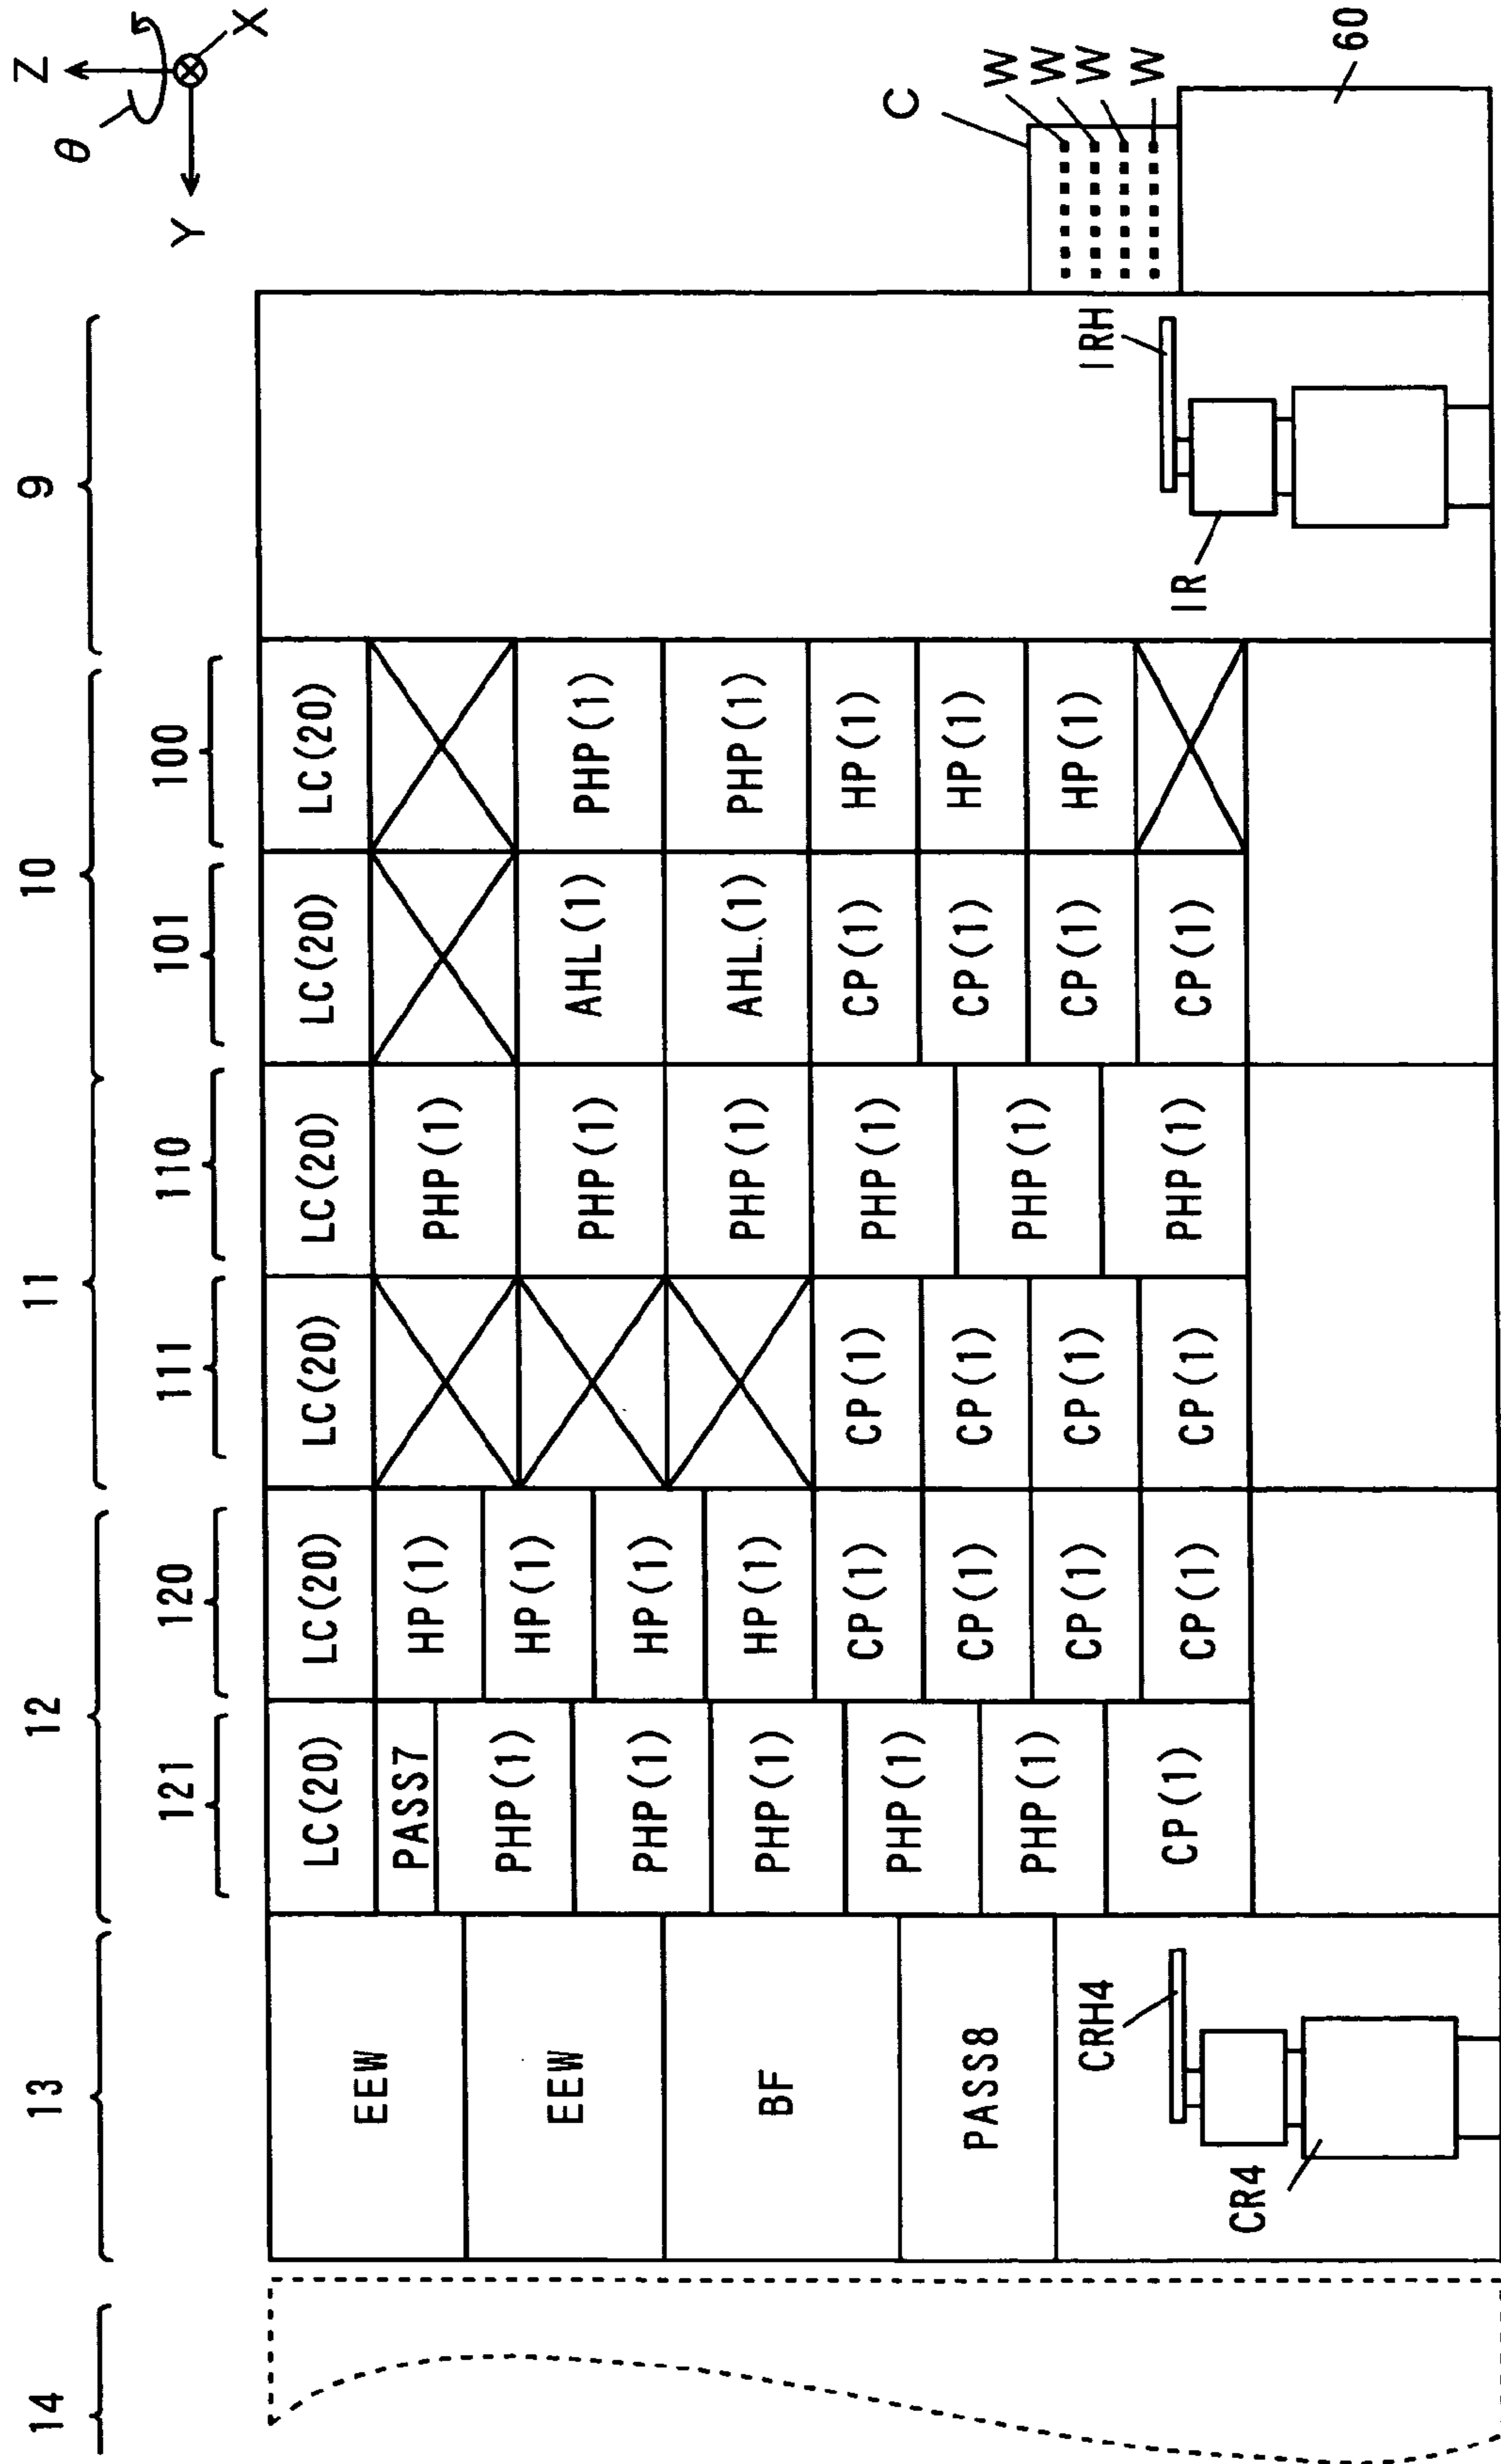 14
13
12
11
10
9
Z
θ
Y
X
121
120
111
110
101
100
EEW
EEW
BF
PASS8
CRH4
CR4
LC(20)
PASS7
PHP(1)
PHP(1)
PHP(1)
PHP(1)
PHP(1)
CP(1)
LC(20)
HP(1)
HP(1)
HP(1)
HP(1)
CP(1)
CP(1)
CP(1)
CP(1)
LC(20)
CP(1)
CP(1)
CP(1)
CP(1)
LC(20)
PHP(1)
PHP(1)
PHP(1)
PHP(1)
PHP(1)
PHP(1)
LC(20)
AHL(1)
AHL(1)
CP(1)
CP(1)
CP(1)
CP(1)
LC(20)
PHP(1)
PHP(1)
HP(1)
HP(1)
HP(1)
IRH
IR
C
W
W
W
W
60